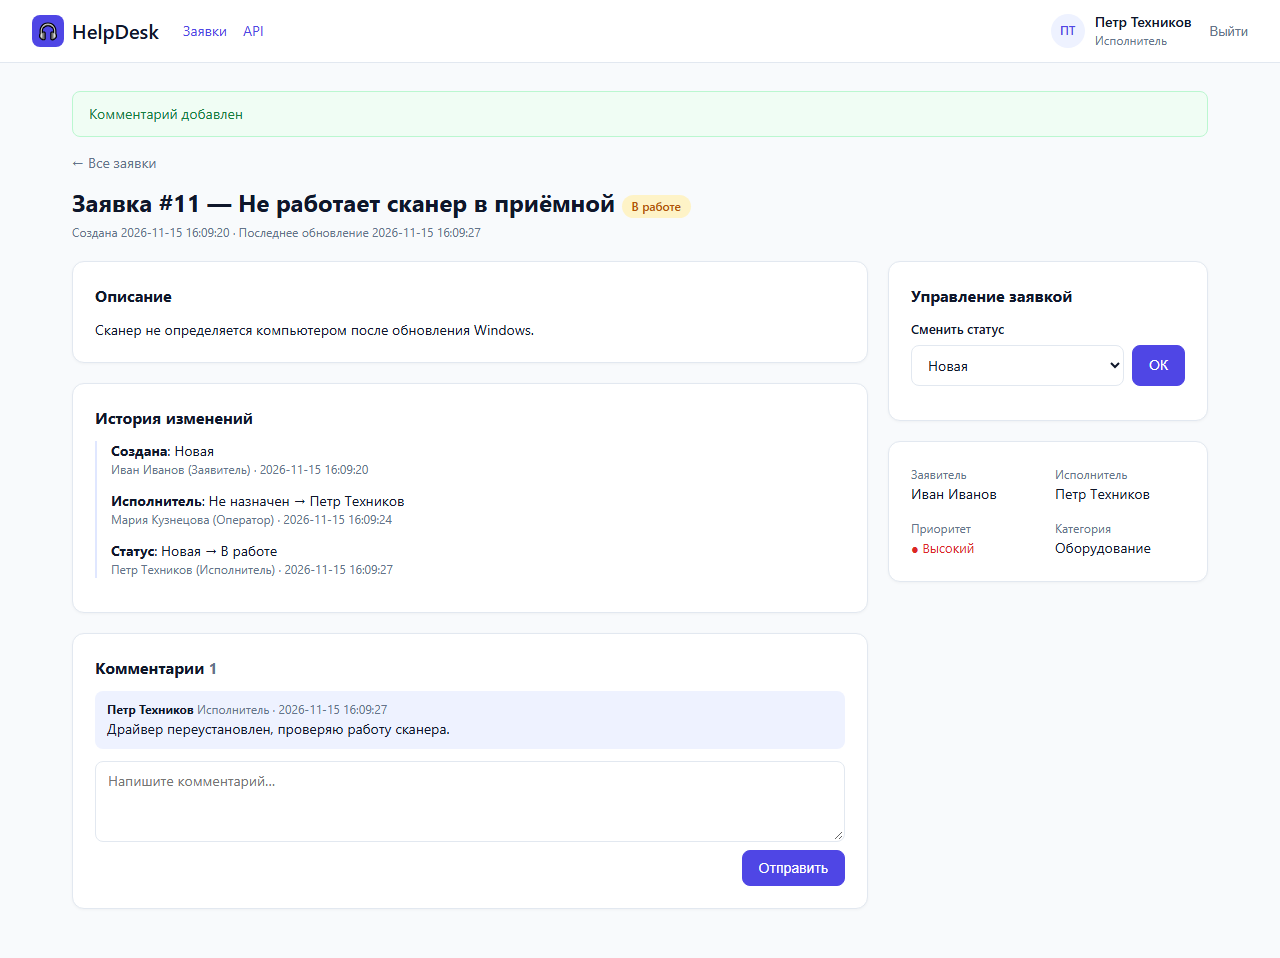 HelpDesk
Заявки
API
ПТ
Петр Техников
Исполнитель
Выйти
Комментарий добавлен
← Все заявки
Заявка #11 — Не работает сканер в приёмной
В работе
Создана 2026-11-15 16:09:20 · Последнее обновление 2026-11-15 16:09:27
Описание
Сканер не определяется компьютером после обновления Windows.
История изменений
Создана: Новая
Иван Иванов (Заявитель) · 2026-11-15 16:09:20
Исполнитель: Не назначен → Петр Техников
Мария Кузнецова (Оператор) · 2026-11-15 16:09:24
Статус: Новая → В работе
Петр Техников (Исполнитель) · 2026-11-15 16:09:27
Комментарии 1
Петр Техников Исполнитель · 2026-11-15 16:09:27
Драйвер переустановлен, проверяю работу сканера.
Напишите комментарий...
Отправить
Управление заявкой
Сменить статус
Новая
ОК
Заявитель
Иван Иванов
Исполнитель
Петр Техников
Приоритет
● Высокий
Категория
Оборудование